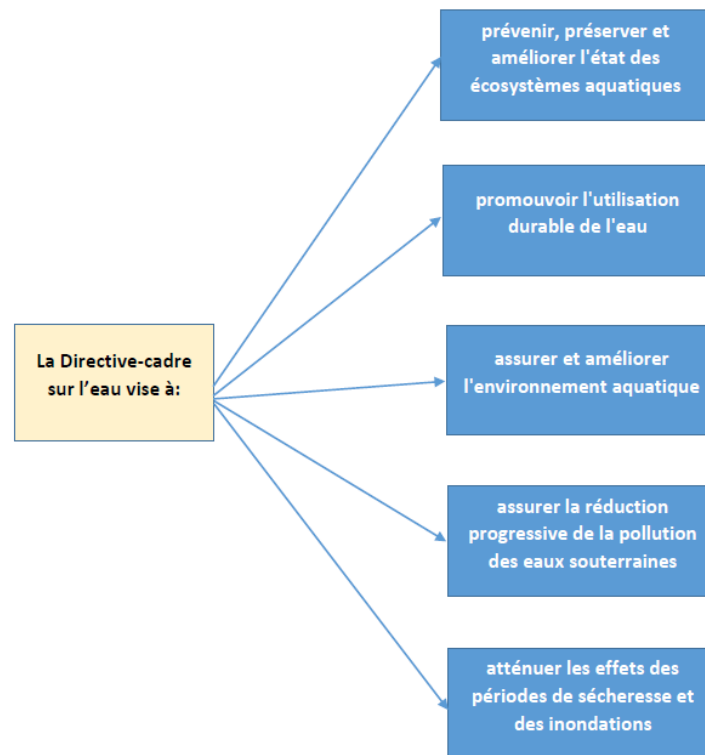 prévenir, préserver et
améliorer l'état des
écosystèmes aquatiques
promouvoir l'utilisation
durable de l'eau
La Directive-cadre
sur l’eau vise à:
assurer et améliorer
l'environnement aquatique
assurer la réduction
progressive de la pollution
des eaux souterraines
atténuer les effets des
périodes de sécheresse et
des inondations